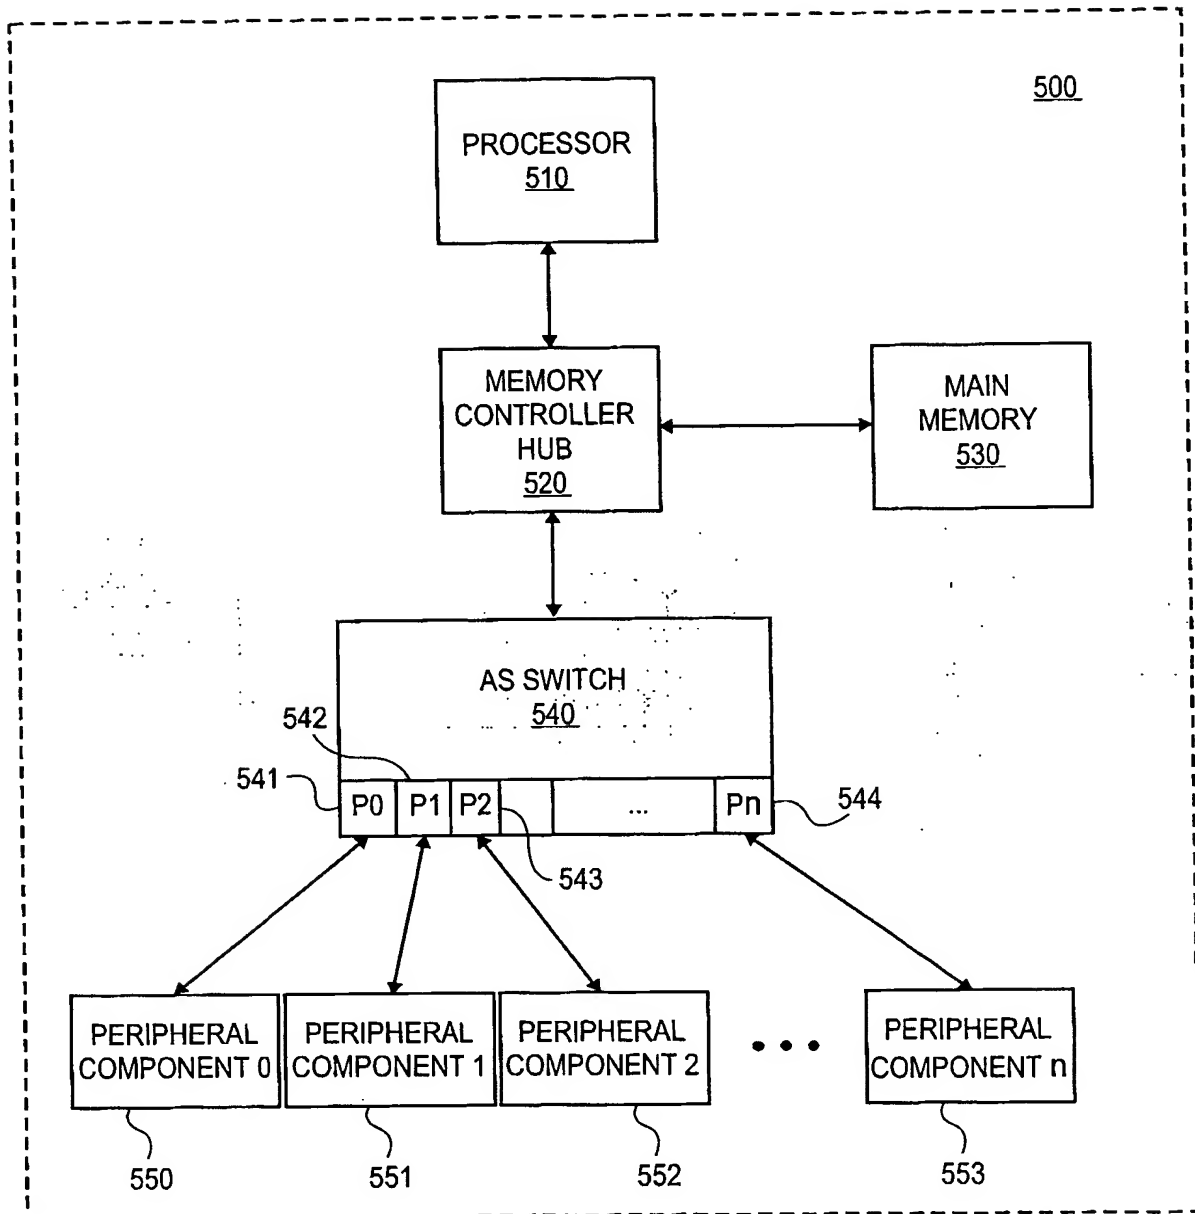 500
PROCESSOR
510
MEMORY
CONTROLLER
HUB
520
MAIN
MEMORY
530
AS SWITCH
540
542
541
P0
P1
P2
...
Pn
544
543
PERIPHERAL
COMPONENT 0
PERIPHERAL
COMPONENT 1
PERIPHERAL
COMPONENT 2
• • •
PERIPHERAL
COMPONENT n
550
551
552
553